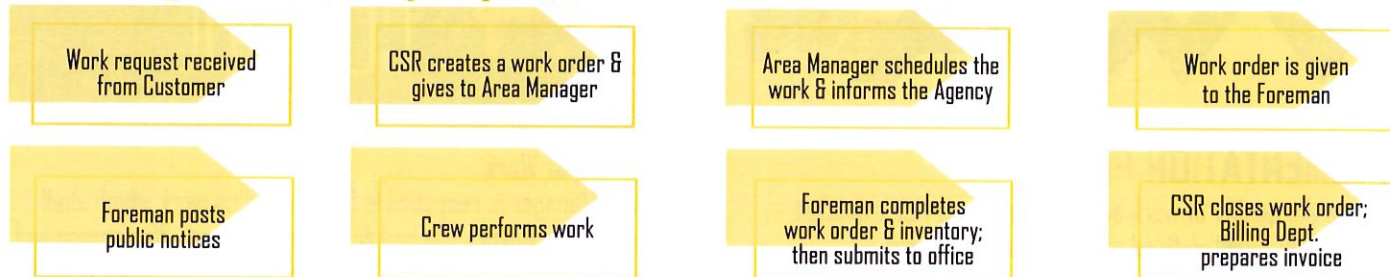 Work request received
from Customer
CSR creates a work order &
gives to Area Manager
Area Manager schedules the
work & informs the Agency
Work order is given
to the Foreman
Foreman posts
public notices
Crew performs work
Foreman completes
work order & inventory;
then submits to office
CSR closes work order;
Billing Dept.
prepares invoice